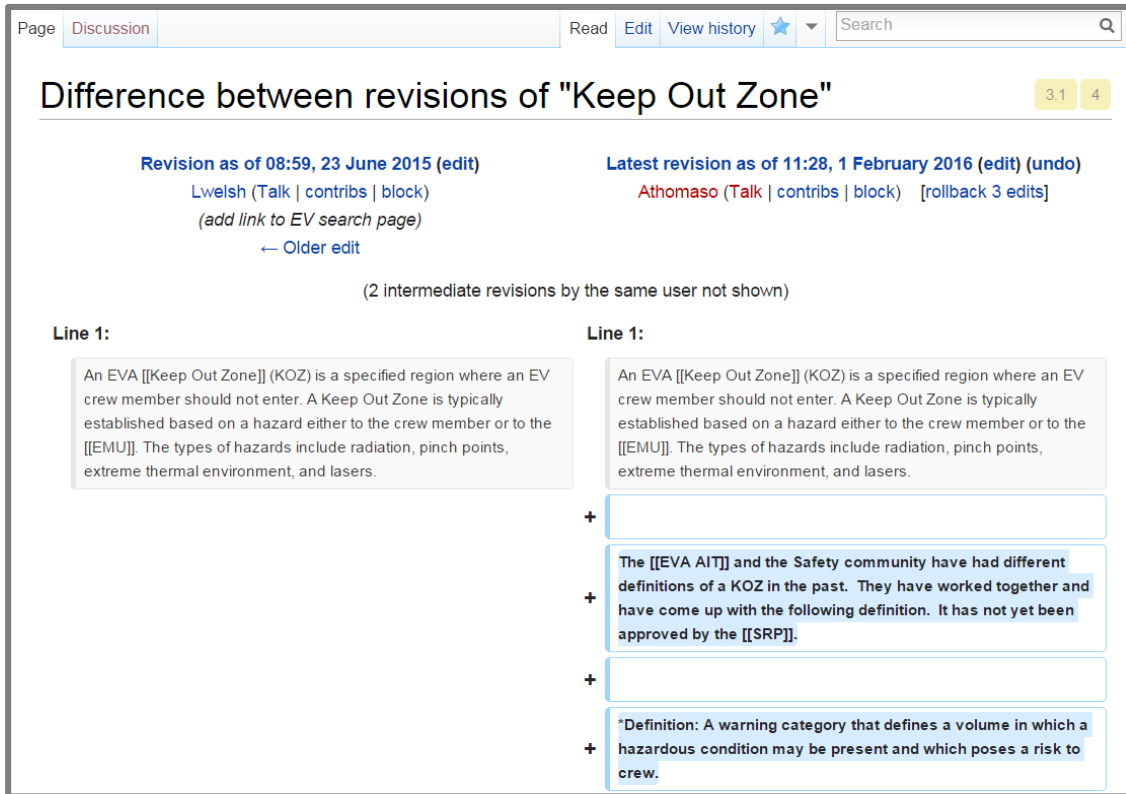 Page Discussion Read Edit View history Search
Difference between revisions of "Keep Out Zone" 3.1 4
Revision as of 08:59, 23 June 2015 (edit)
Lwelsh (Talk | contribs | block)
(add link to EV search page)
← Older edit
Latest revision as of 11:28, 1 February 2016 (edit) (undo)
Athomaso (Talk | contribs | block) [rollback 3 edits]
(2 intermediate revisions by the same user not shown)
Line 1:
An EVA [[Keep Out Zone]] (KOZ) is a specified region where an EV
crew member should not enter. A Keep Out Zone is typically
established based on a hazard either to the crew member or to the
[[EMU]]. The types of hazards include radiation, pinch points,
extreme thermal environment, and lasers.
Line 1:
An EVA [[Keep Out Zone]] (KOZ) is a specified region where an EV
crew member should not enter. A Keep Out Zone is typically
established based on a hazard either to the crew member or to the
[[EMU]]. The types of hazards include radiation, pinch points,
extreme thermal environment, and lasers.
+
+ The [[EVA AIT]] and the Safety community have had different
definitions of a KOZ in the past.  They have worked together and
have come up with the following definition.  It has not yet been
approved by the [[SRP]].
+
+ *Definition: A warning category that defines a volume in which a
hazardous condition may be present and which poses a risk to
crew.